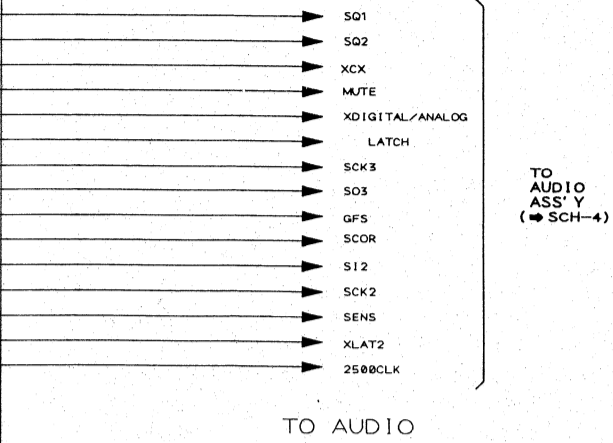 SQ1
SQ2
XCX
MUTE
XDIGITAL/ANALOG
LATCH
SCK3
SO3
GFS
SCOR
SI2
SCK2
SENS
XLAT2
2500CLK
TO
AUDIO
ASS'Y
(➡ SCH-4)
TO AUDIO